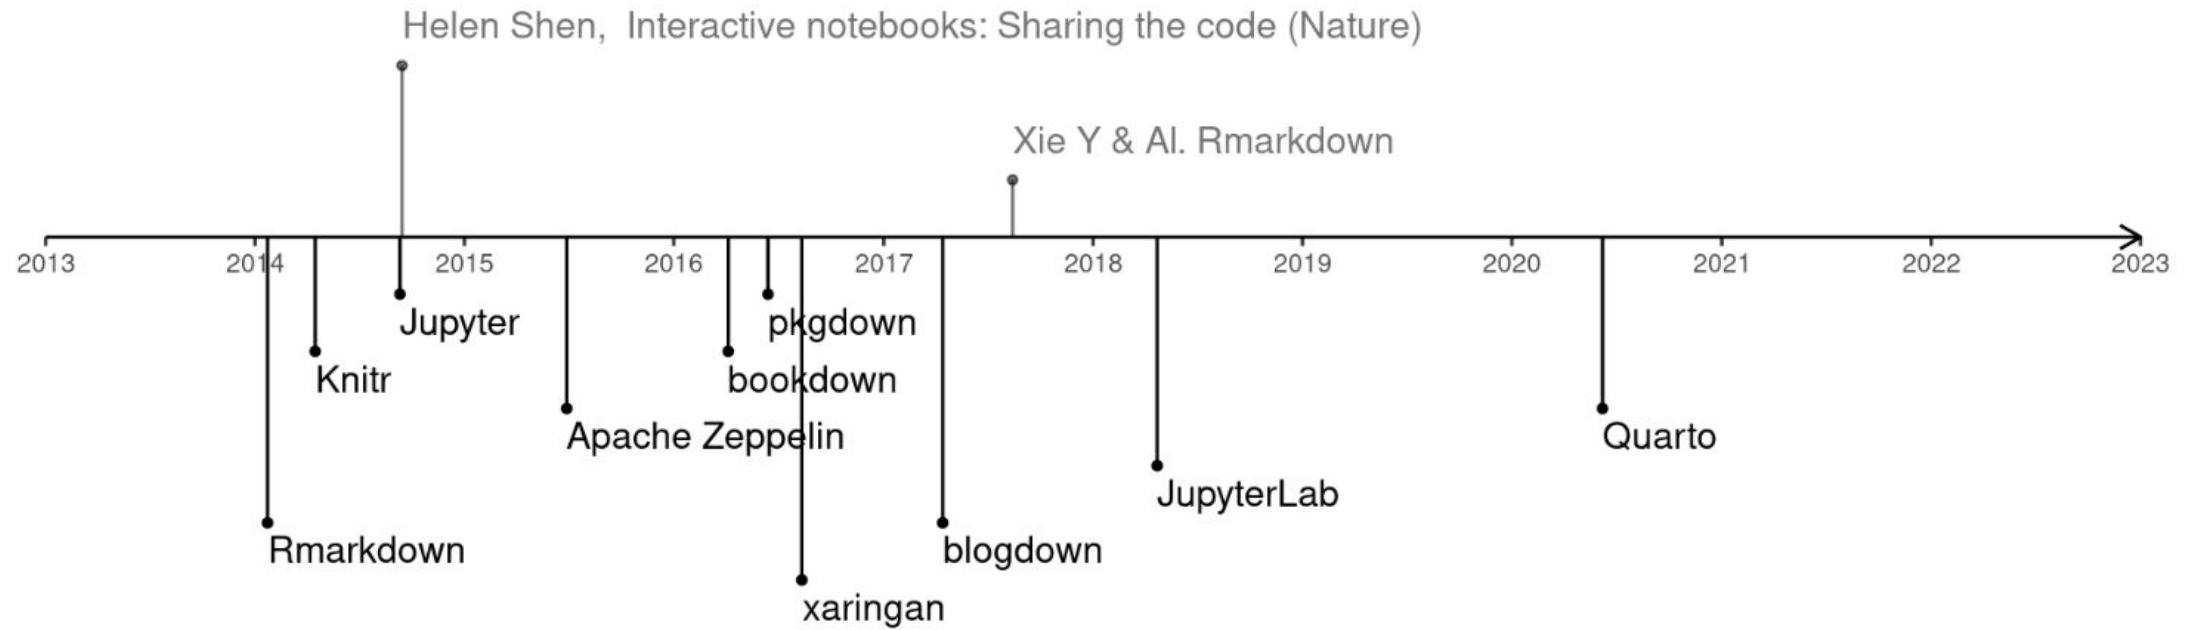 Helen Shen,  Interactive notebooks: Sharing the code (Nature)
Xie Y & Al. Rmarkdown
2013 2014 2015 2016 2017 2018 2019 2020 2021 2022 2023
Jupyter pkgdown
Knitr bookdown
Apache Zeppelin Quarto
JupyterLab
Rmarkdown blogdown
xaringan